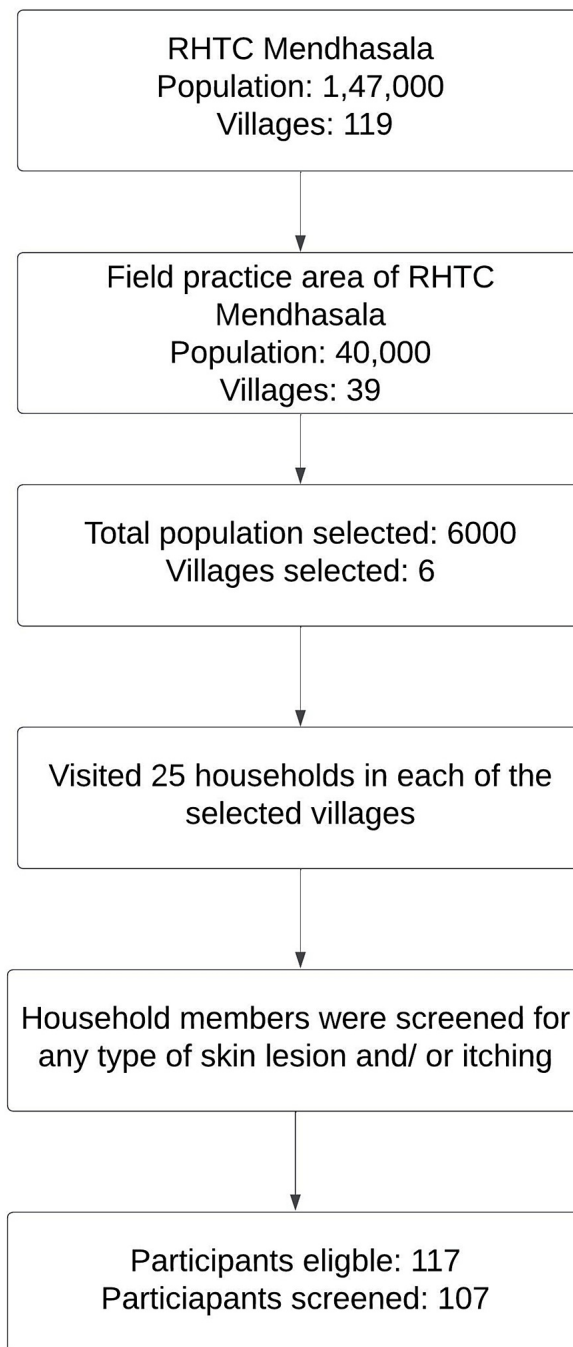 RHTC Mendhasala
Population: 1,47,000
Villages: 119
Field practice area of RHTC
Mendhasala
Population: 40,000
Villages: 39
Total population selected: 6000
Villages selected: 6
Visited 25 households in each of the
selected villages
Household members were screened for
any type of skin lesion and/ or itching
Participants eligble: 117
Particiapants screened: 107